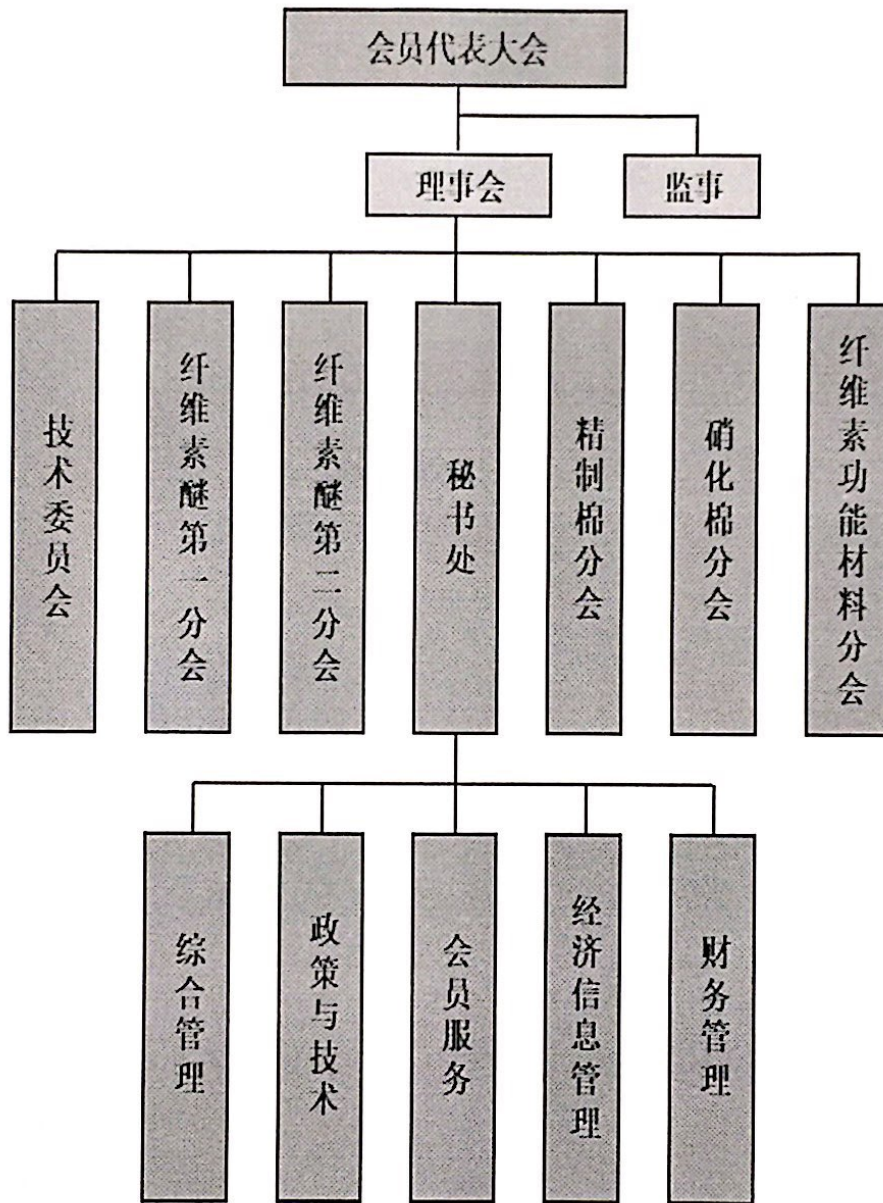 会员代表大会
理事会
监事
技术委员会
纤维素醚第一分会
纤维素醚第二分会
秘书处
精制棉分会
硝化棉分会
纤维素功能材料分会
综合管理
政策与技术
会员服务
经济信息管理
财务管理